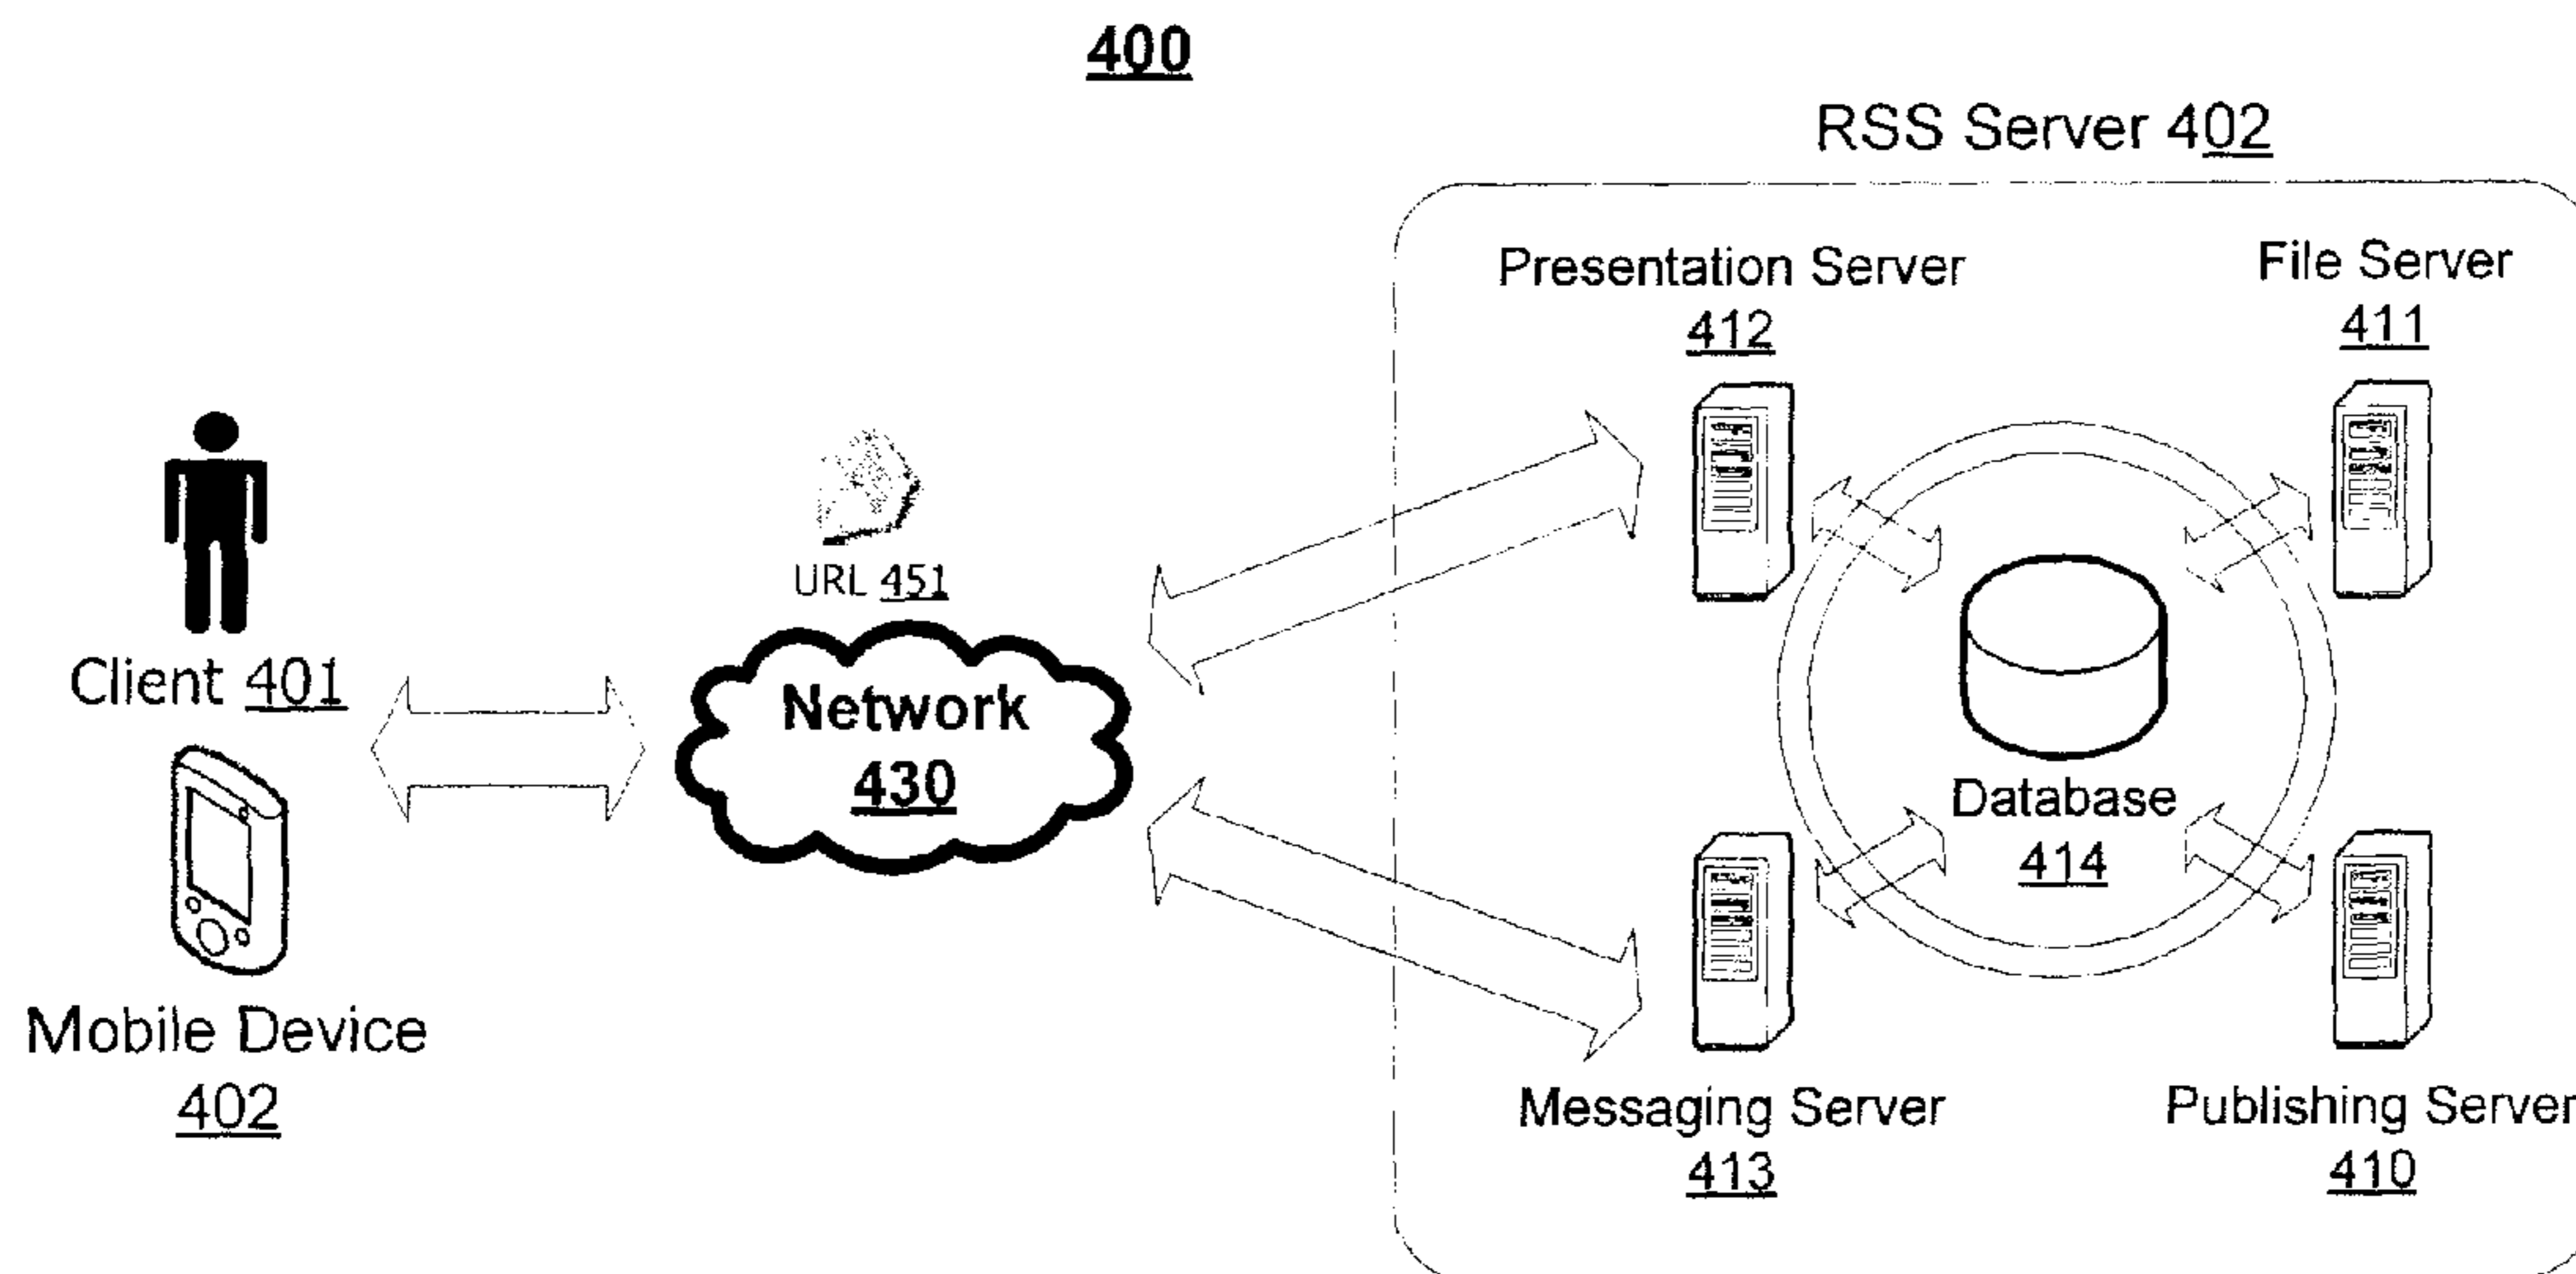 400
RSS Server 402
Presentation Server
412
File Server
411
URL 451
Client 401
Network
430
Mobile Device
402
Database
414
Messaging Server
413
Publishing Server
410